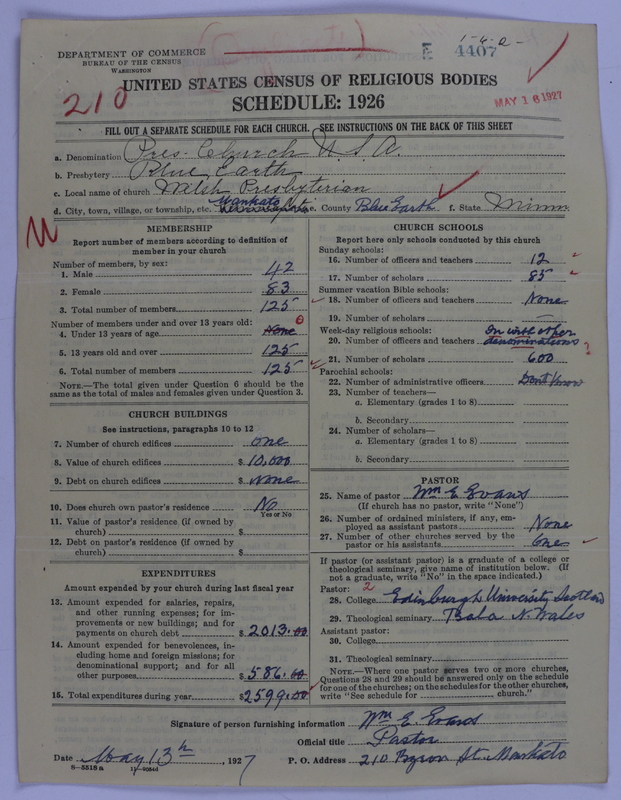 1-6-2-
DEPARTMENT OF COMMERCE
BUREAU OF THE CENSUS
WASHINGTON
4407
UNITED STATES CENSUS OF RELIGIOUS BODIES
210
SCHEDULE: 1926
MAY 16 1927
FILL OUT A SEPARATE SCHEDULE FOR EACH CHURCH. SEE INSTRUCTIONS ON THE BACK OF THIS SHEET
a. Denomination Pres. Church U.S.A.
b. Presbytery Blue Earth
c. Local name of church Welsh Presbyterian
d. City, town, village, or township, etc. Mankato e. County Blue Earth f. State Minn.
MEMBERSHIP
Report number of members according to definition of
member in your church
Number of members, by sex:
1. Male 42
2. Female 83
3. Total number of members 125
Number of members under and over 13 years old:
4. Under 13 years of age None 0
5. 13 years old and over 125
6. Total number of members 125
NOTE.—The total given under Question 6 should be the
same as the total of males and females given under Question 3.
CHURCH BUILDINGS
See instructions, paragraphs 10 to 12
7. Number of church edifices One
8. Value of church edifices $ 10,000
9. Debt on church edifices $ None
10. Does church own pastor's residence No
Yes or No
11. Value of pastor's residence (if owned by
church) $
12. Debt on pastor's residence (if owned by
church) $
EXPENDITURES
Amount expended by your church during last fiscal year
13. Amount expended for salaries, repairs,
and other running expenses; for im-
provements or new buildings; and for
payments on church debt $ 2013.00
14. Amount expended for benevolences, in-
cluding home and foreign missions; for
denominational support; and for all
other purposes $ 586.00
15. Total expenditures during year $ 2599.00
CHURCH SCHOOLS
Report here only schools conducted by this church
Sunday schools:
16. Number of officers and teachers 12
17. Number of scholars 85
Summer vacation Bible schools:
18. Number of officers and teachers None
19. Number of scholars —
Week-day religious schools: In with other
20. Number of officers and teachers denominations ?
21. Number of scholars 600
Parochial schools:
22. Number of administrative officers Dont Know
23. Number of teachers—
a. Elementary (grades 1 to 8)
b. Secondary
24. Number of scholars—
a. Elementary (grades 1 to 8)
b. Secondary
PASTOR
25. Name of pastor Wm E. Evans
(If church has no pastor, write "None")
26. Number of ordained ministers, if any, em-
ployed as assistant pastors None
27. Number of other churches served by the
pastor or his assistants One
If pastor (or assistant pastor) is a graduate of a college or
theological seminary, give name of institution below. (If
not a graduate, write "No" in the space indicated.)
Pastor: 2
28. College Edinburgh University Scotland
29. Theological seminary Bala N. Wales
Assistant pastor:
30. College
31. Theological seminary
NOTE.—Where one pastor serves two or more churches,
Questions 28 and 29 should be answered only on the schedule
for one of the churches; on the schedules for the other churches,
write "See schedule for church."
Signature of person furnishing information Wm E. Evans
Official title Pastor
Date May 13th, 1927 P. O. Address 210 Byron St. Mankato
8—5518 a